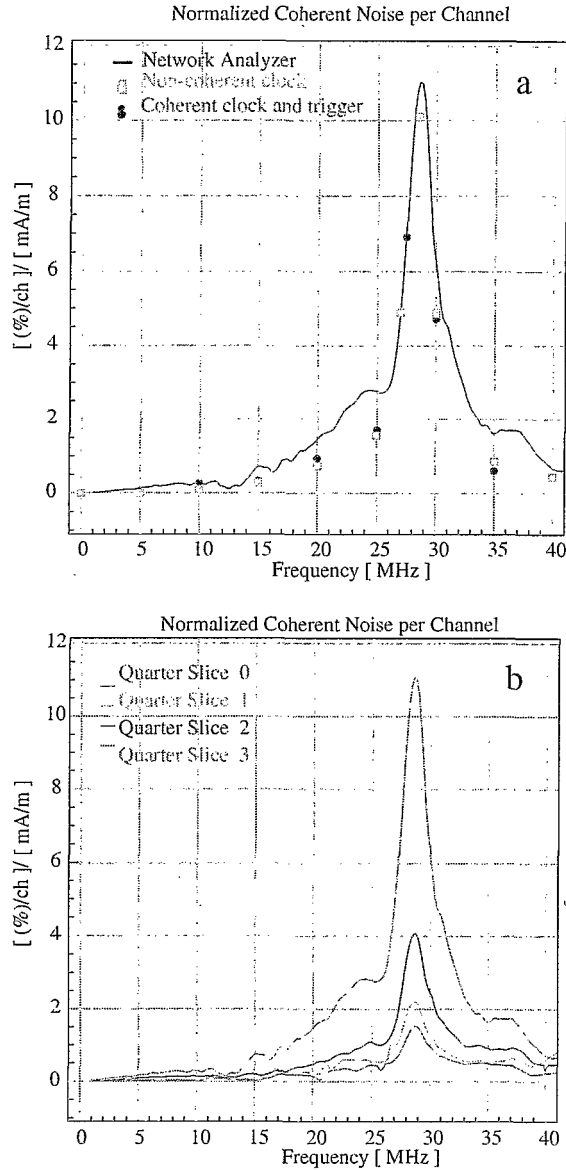 Normalized Coherent Noise per Channel
12
10
8
6
4
2
0
[ (%)/ch ]/ [ mA/m ]
Network Analyzer
Non-coherent clock
Coherent clock and trigger
a
0 5 10 15 20 25 30 35 40
Frequency [ MHz ]
Normalized Coherent Noise per Channel
12
10
8
6
4
2
0
[ (%)/ch ]/ [ mA/m ]
Quarter Slice 0
Quarter Slice 1
Quarter Slice 2
Quarter Slice 3
b
0 5 10 15 20 25 30 35 40
Frequency [ MHz ]